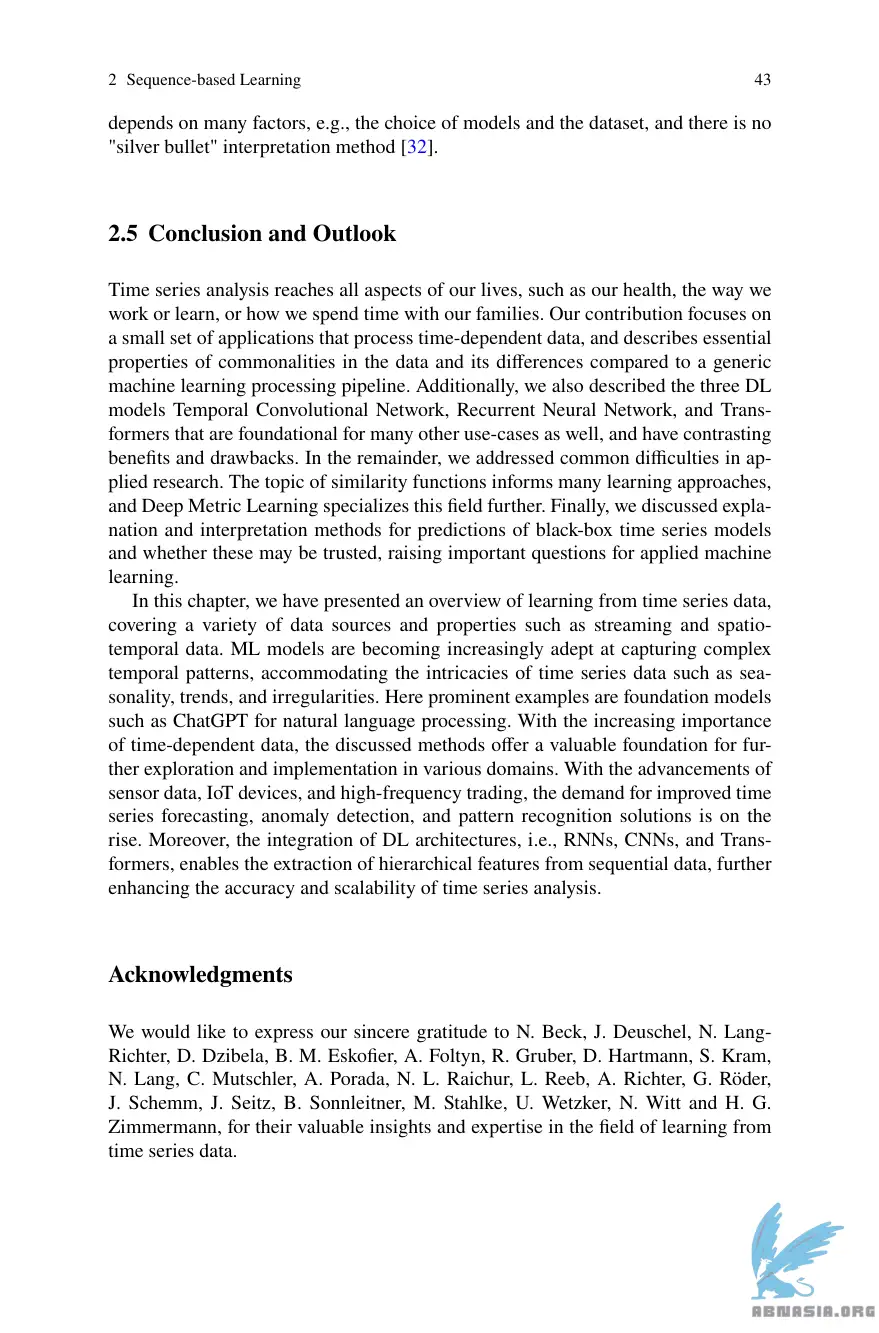 2 Sequence-based Learning 43
depends on many factors, e.g., the choice of models and the dataset, and there is no
"silver bullet" interpretation method [32].
2.5 Conclusion and Outlook
Time series analysis reaches all aspects of our lives, such as our health, the way we
work or learn, or how we spend time with our families. Our contribution focuses on
a small set of applications that process time-dependent data, and describes essential
properties of commonalities in the data and its differences compared to a generic
machine learning processing pipeline. Additionally, we also described the three DL
models Temporal Convolutional Network, Recurrent Neural Network, and Trans-
formers that are foundational for many other use-cases as well, and have contrasting
benefits and drawbacks. In the remainder, we addressed common difficulties in ap-
plied research. The topic of similarity functions informs many learning approaches,
and Deep Metric Learning specializes this field further. Finally, we discussed expla-
nation and interpretation methods for predictions of black-box time series models
and whether these may be trusted, raising important questions for applied machine
learning.
In this chapter, we have presented an overview of learning from time series data,
covering a variety of data sources and properties such as streaming and spatio-
temporal data. ML models are becoming increasingly adept at capturing complex
temporal patterns, accommodating the intricacies of time series data such as sea-
sonality, trends, and irregularities. Here prominent examples are foundation models
such as ChatGPT for natural language processing. With the increasing importance
of time-dependent data, the discussed methods offer a valuable foundation for fur-
ther exploration and implementation in various domains. With the advancements of
sensor data, IoT devices, and high-frequency trading, the demand for improved time
series forecasting, anomaly detection, and pattern recognition solutions is on the
rise. Moreover, the integration of DL architectures, i.e., RNNs, CNNs, and Trans-
formers, enables the extraction of hierarchical features from sequential data, further
enhancing the accuracy and scalability of time series analysis.
Acknowledgments
We would like to express our sincere gratitude to N. Beck, J. Deuschel, N. Lang-
Richter, D. Dzibela, B. M. Eskofier, A. Foltyn, R. Gruber, D. Hartmann, S. Kram,
N. Lang, C. Mutschler, A. Porada, N. L. Raichur, L. Reeb, A. Richter, G. Röder,
J. Schemm, J. Seitz, B. Sonnleitner, M. Stahlke, U. Wetzker, N. Witt and H. G.
Zimmermann, for their valuable insights and expertise in the field of learning from
time series data.
ABNASIA.ORG